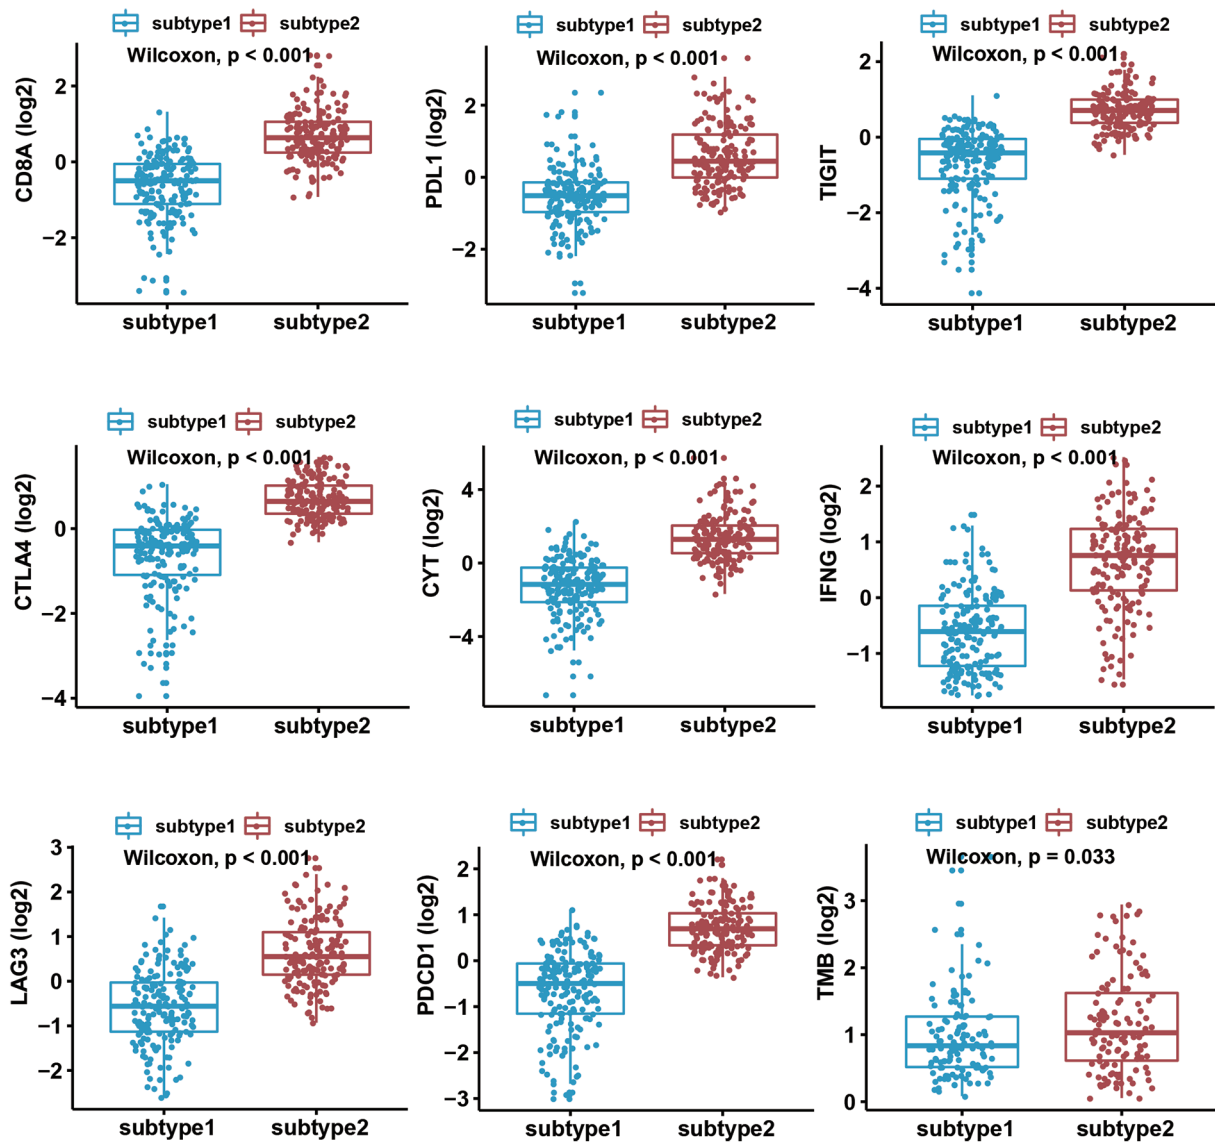 subtype1 subtype2
Wilcoxon, p < 0.001
CD8A (log2)
2
0
−2
subtype1 subtype2
subtype1 subtype2
Wilcoxon, p < 0.001
PDL1 (log2)
2
0
−2
subtype1 subtype2
subtype1 subtype2
Wilcoxon, p < 0.001
TIGIT
2
0
−2
−4
subtype1 subtype2
subtype1 subtype2
Wilcoxon, p < 0.001
CTLA4 (log2)
0
−2
−4
subtype1 subtype2
subtype1 subtype2
Wilcoxon, p < 0.001
CYT (log2)
4
0
−4
subtype1 subtype2
subtype1 subtype2
Wilcoxon, p < 0.001
IFNG (log2)
2
1
0
−1
subtype1 subtype2
subtype1 subtype2
Wilcoxon, p < 0.001
LAG3 (log2)
3
2
1
0
−1
−2
subtype1 subtype2
subtype1 subtype2
Wilcoxon, p < 0.001
PDCD1 (log2)
2
1
0
−1
−2
−3
subtype1 subtype2
subtype1 subtype2
Wilcoxon, p = 0.033
TMB (log2)
3
2
1
0
subtype1 subtype2